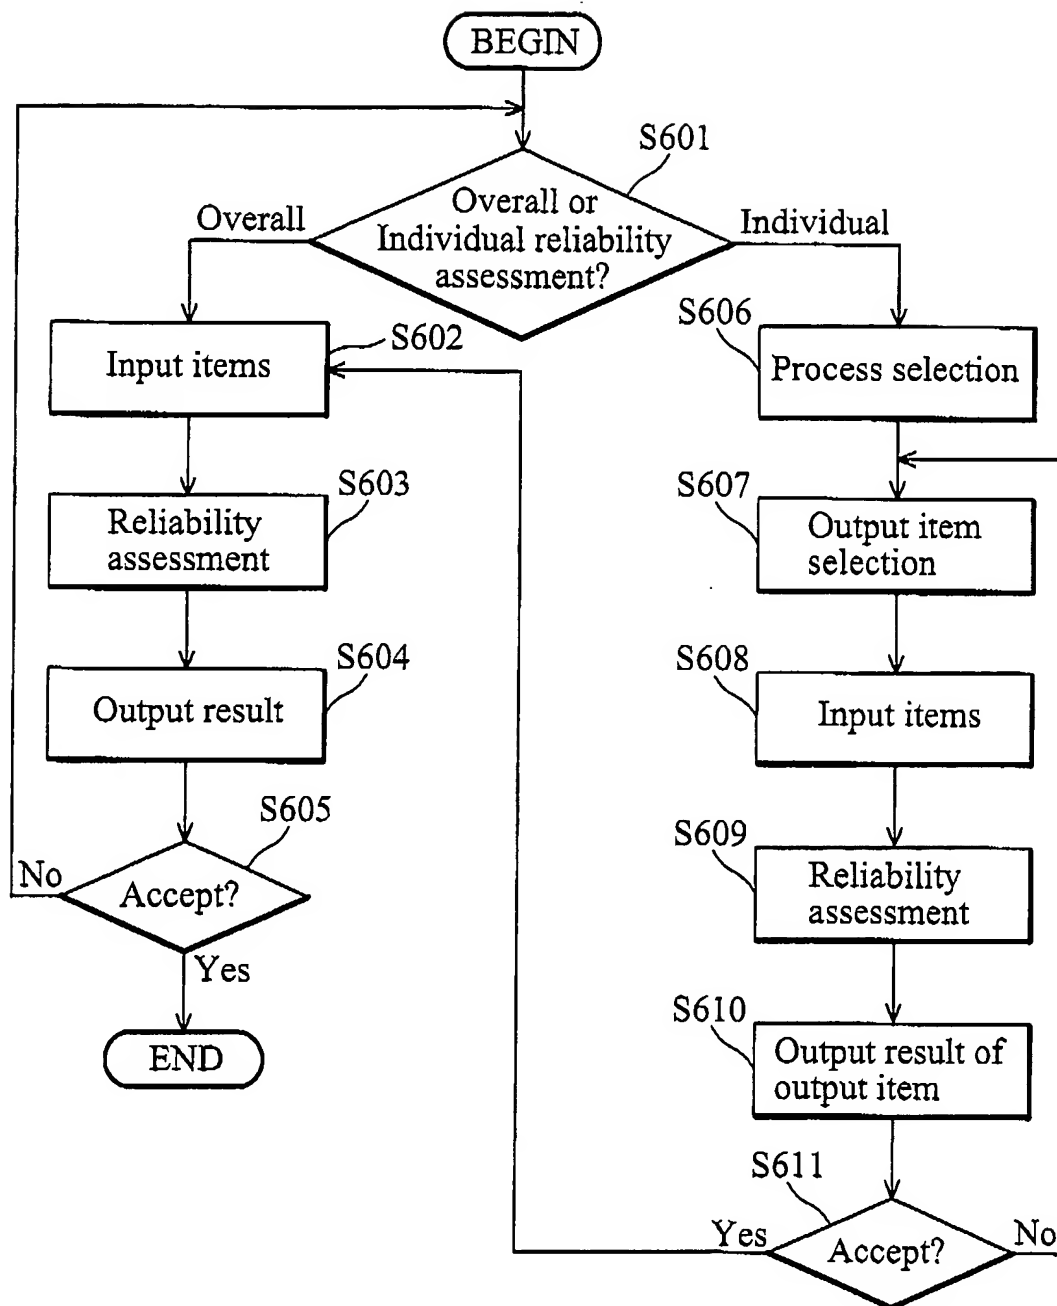 BEGIN
S601
Overall or
Individual reliability
assessment?
Overall
Individual
S602
Input items
S603
Reliability
assessment
S604
Output result
S605
Accept?
No
Yes
END
S606
Process selection
S607
Output item
selection
S608
Input items
S609
Reliability
assessment
S610
Output result of
output item
S611
Accept?
Yes
No